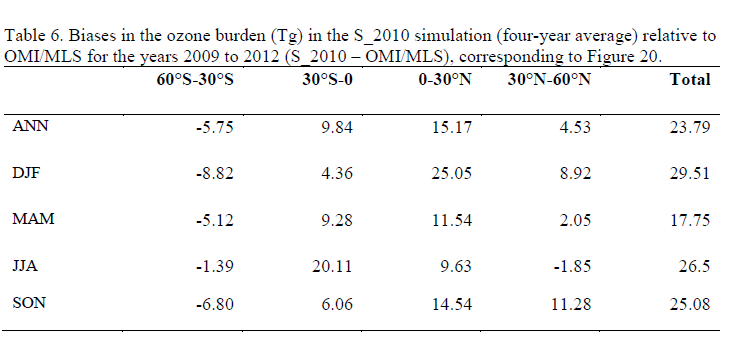 Table 6. Biases in the ozone burden (Tg) in the S_2010 simulation (four-year average) relative to
OMI/MLS for the years 2009 to 2012 (S_2010 – OMI/MLS), corresponding to Figure 20.
60°S-30°S 30°S-0 0-30°N 30°N-60°N Total
ANN -5.75 9.84 15.17 4.53 23.79
DJF -8.82 4.36 25.05 8.92 29.51
MAM -5.12 9.28 11.54 2.05 17.75
JJA -1.39 20.11 9.63 -1.85 26.5
SON -6.80 6.06 14.54 11.28 25.08